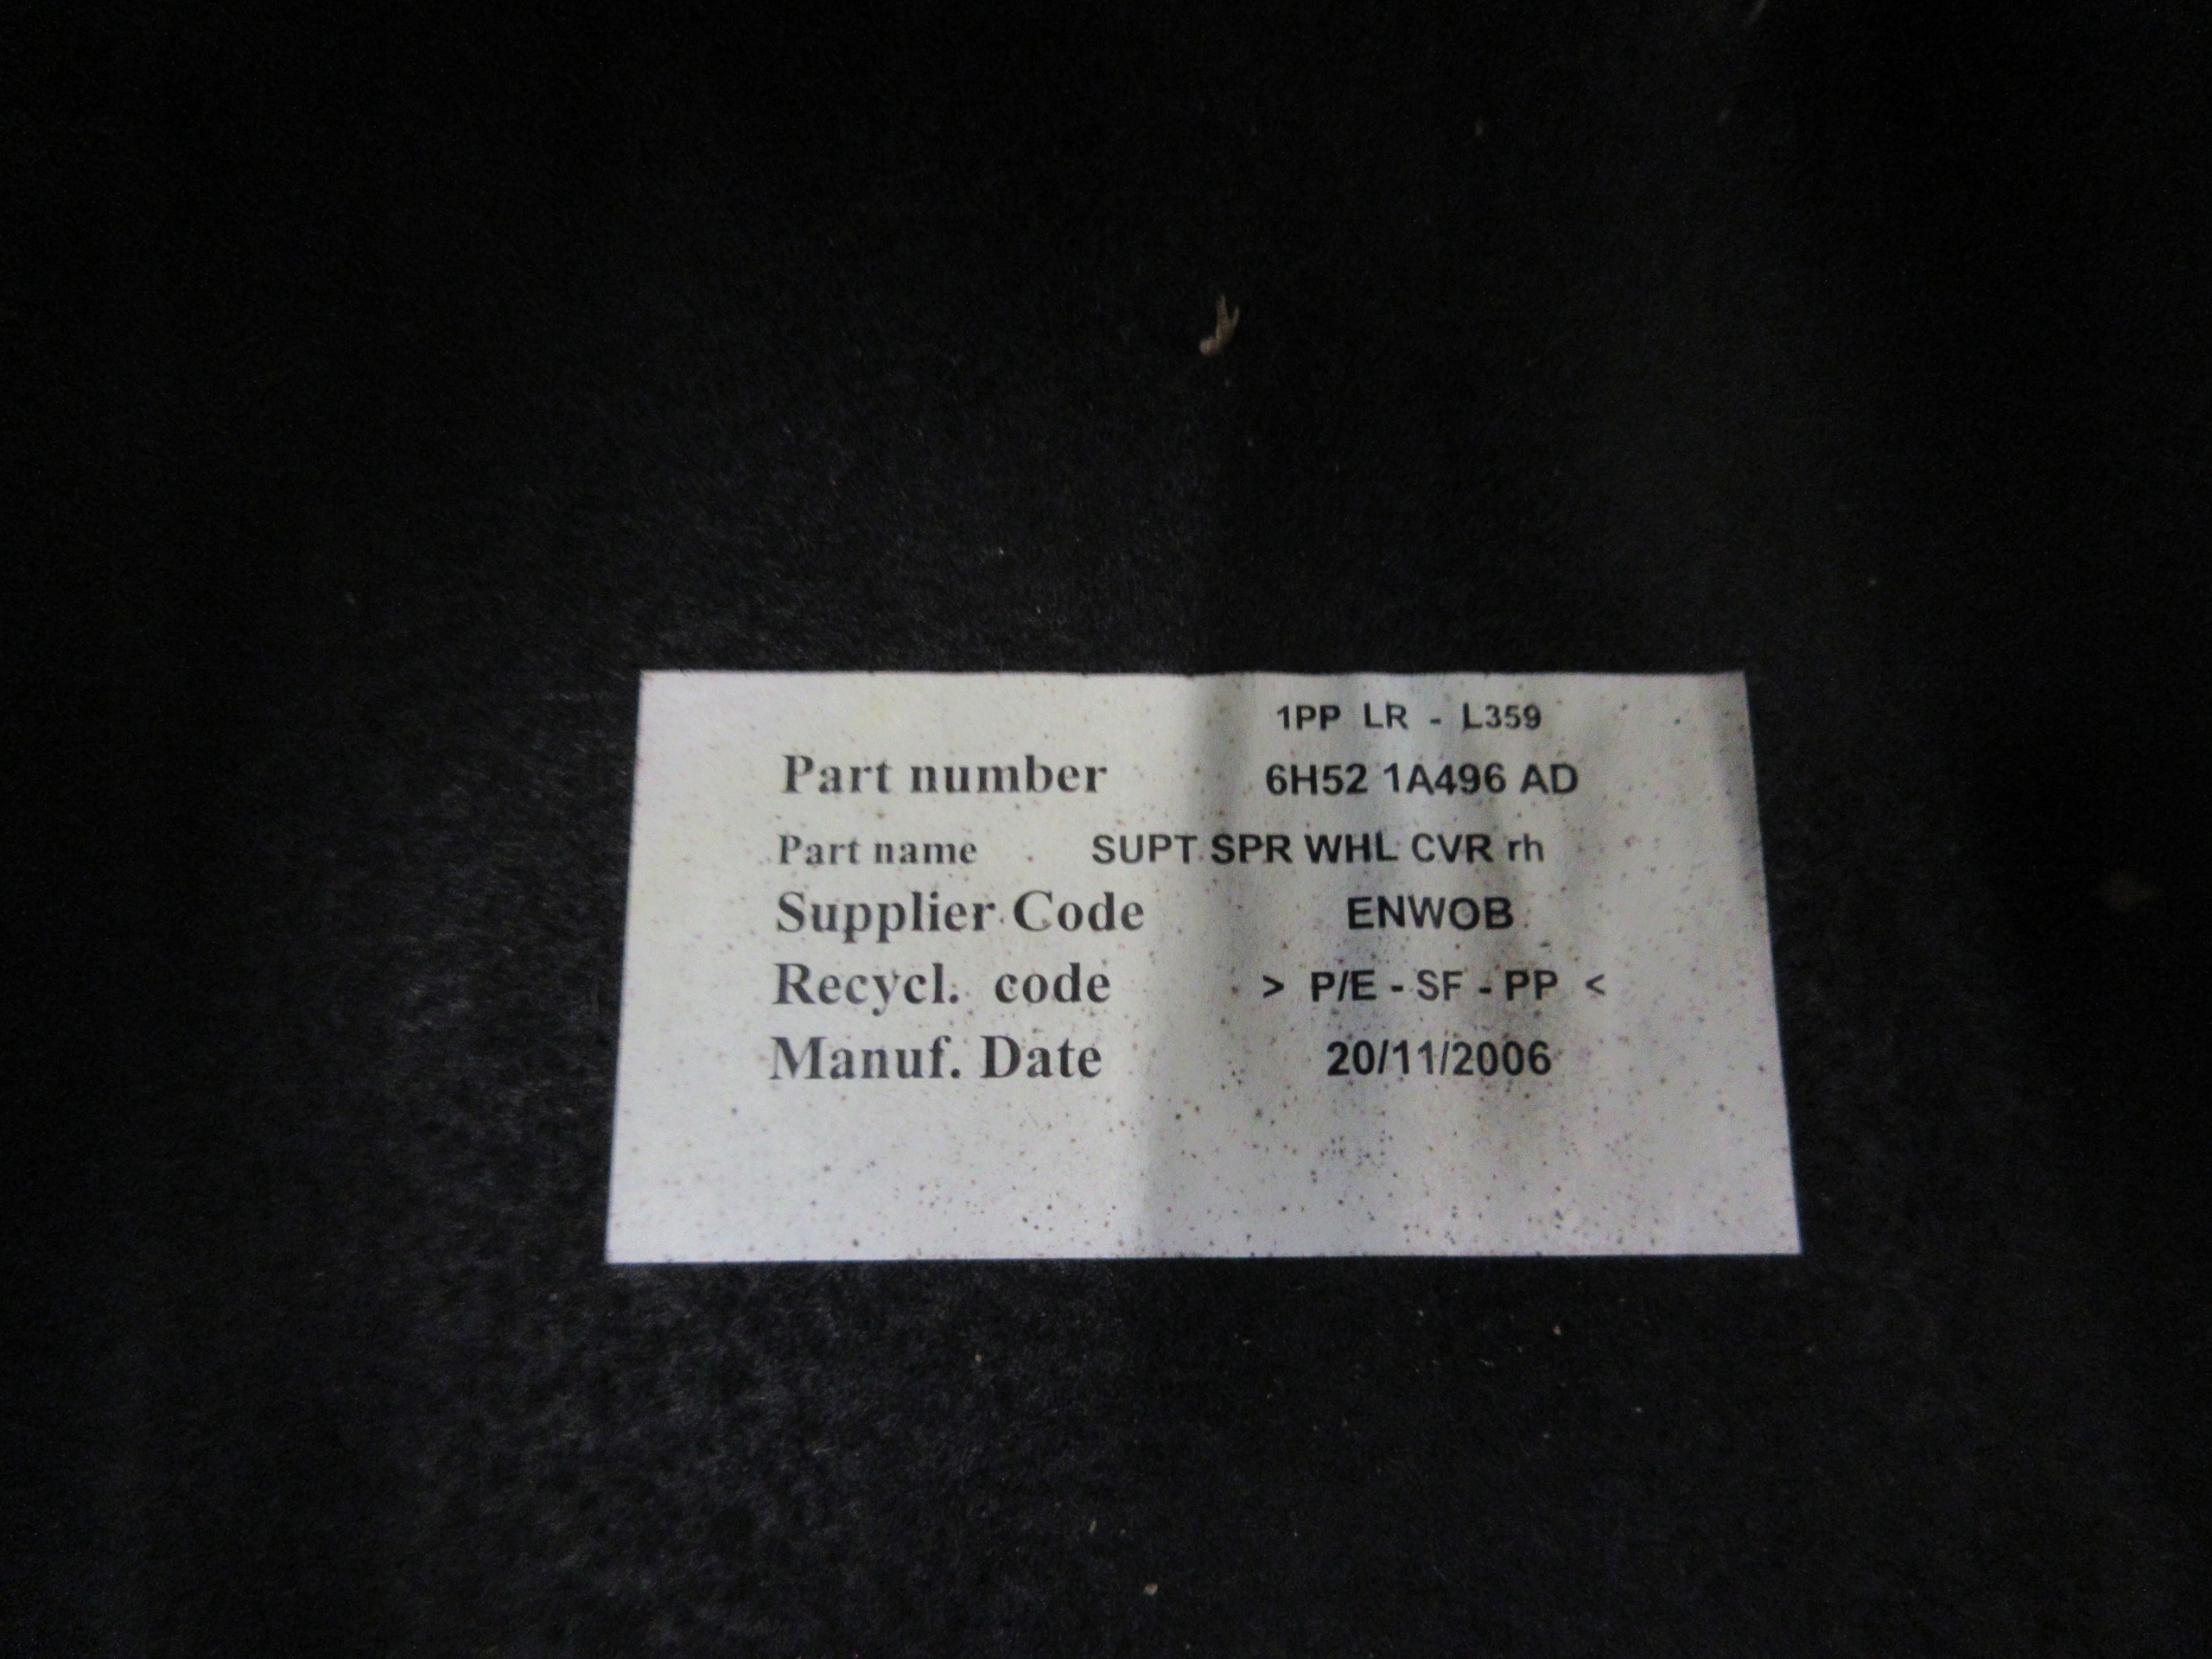 1PP LR - L359
Part number 6H52 1A496 AD
Part name SUPT SPR WHL CVR rh
Supplier Code ENWOB
Recycl. code > P/E - SF - PP <
Manuf. Date 20/11/2006